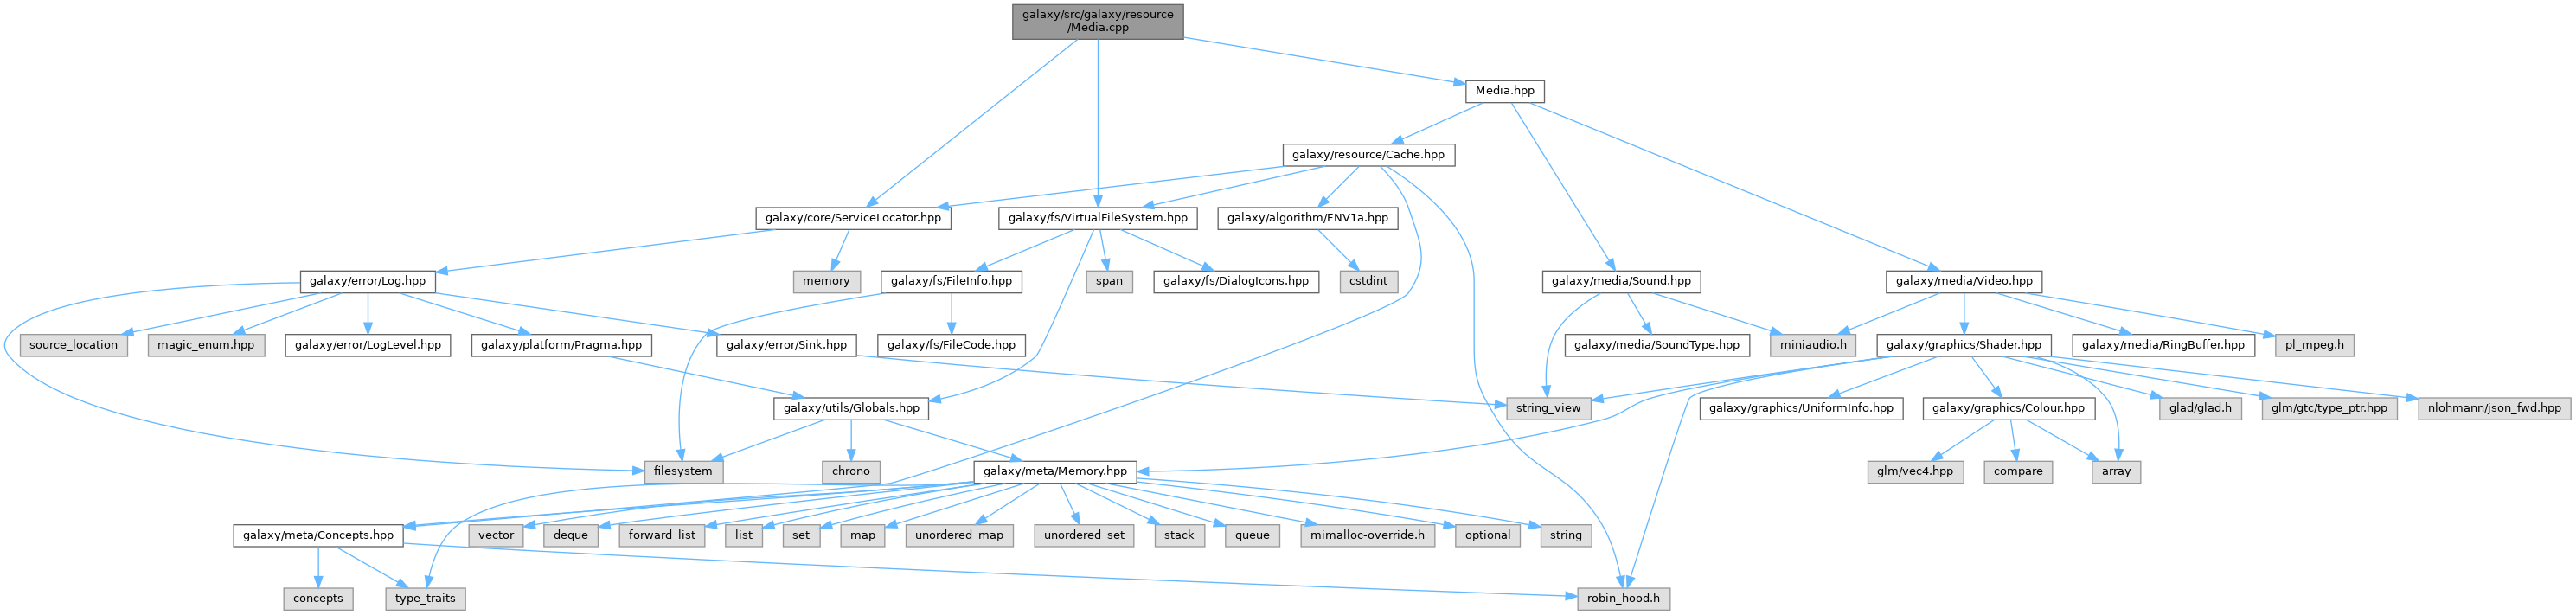 galaxy/src/galaxy/resource
/Media.cpp
Media.hpp
galaxy/resource/Cache.hpp
galaxy/core/ServiceLocator.hpp
galaxy/fs/VirtualFileSystem.hpp
galaxy/algorithm/FNV1a.hpp
galaxy/error/Log.hpp
memory
galaxy/fs/FileInfo.hpp
span
galaxy/fs/DialogIcons.hpp
cstdint
galaxy/media/Sound.hpp
galaxy/media/Video.hpp
source_location
magic_enum.hpp
galaxy/error/LogLevel.hpp
galaxy/platform/Pragma.hpp
galaxy/error/Sink.hpp
galaxy/fs/FileCode.hpp
galaxy/media/SoundType.hpp
miniaudio.h
galaxy/graphics/Shader.hpp
galaxy/media/RingBuffer.hpp
pl_mpeg.h
galaxy/utils/Globals.hpp
string_view
galaxy/graphics/UniformInfo.hpp
galaxy/graphics/Colour.hpp
glad/glad.h
glm/gtc/type_ptr.hpp
nlohmann/json_fwd.hpp
filesystem
chrono
galaxy/meta/Memory.hpp
glm/vec4.hpp
compare
array
galaxy/meta/Concepts.hpp
vector
deque
forward_list
list
set
map
unordered_map
unordered_set
stack
queue
mimalloc-override.h
optional
string
concepts
type_traits
robin_hood.h